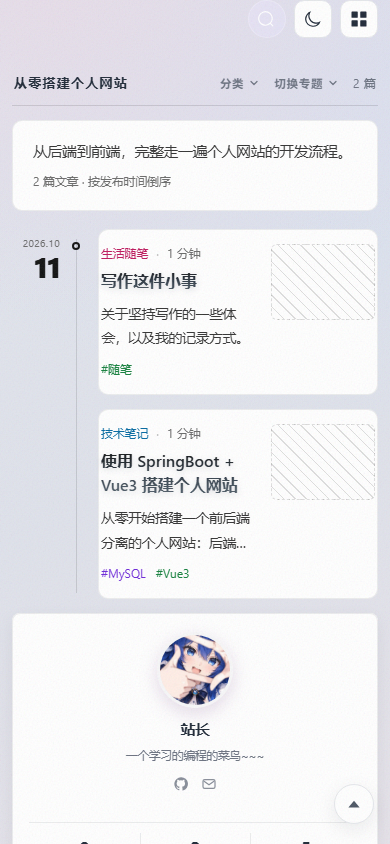 从零搭建个人网站
分类
切换专题
2 篇
从后端到前端，完整走一遍个人网站的开发流程。
2 篇文章 · 按发布时间倒序
2026.10
11
生活随笔 · 1 分钟
写作这件小事
关于坚持写作的一些体
会，以及我的记录方式。
#随笔
技术笔记 · 1 分钟
使用 SpringBoot +
Vue3 搭建个人网站
从零开始搭建一个前后端
分离的个人网站：后端...
#MySQL #Vue3
站长
一个学习的编程的菜鸟~~~